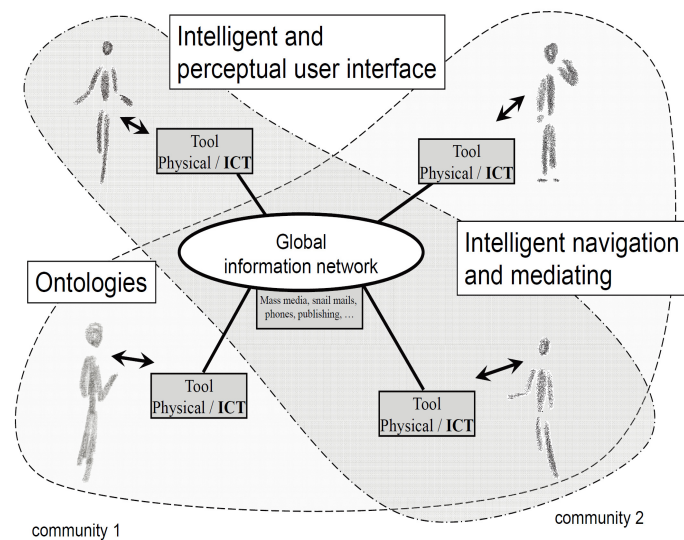 Intelligent and
perceptual user interface
Tool
Physical / ICT
Tool
Physical / ICT
Global
information network
Intelligent navigation
and mediating
Ontologies
Mass media, snail mails,
phones, publishing, …
Tool
Physical / ICT
Tool
Physical / ICT
community 1
community 2